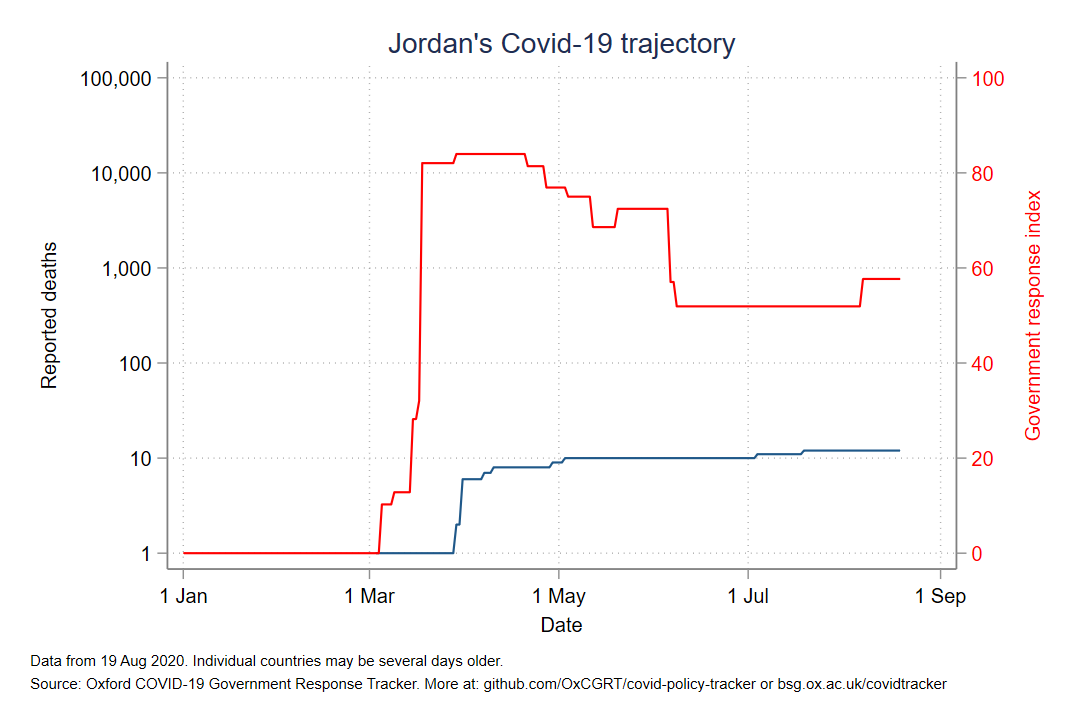 Jordan's Covid-19 trajectory
100,000
10,000
1,000
100
10
1
Reported deaths
100
80
60
40
20
0
Government response index
1 Jan
1 Mar
1 May
1 Jul
1 Sep
Date
Data from 19 Aug 2020. Individual countries may be several days older.
Source: Oxford COVID-19 Government Response Tracker. More at: github.com/OxCGRT/covid-policy-tracker or bsg.ox.ac.uk/covidtracker